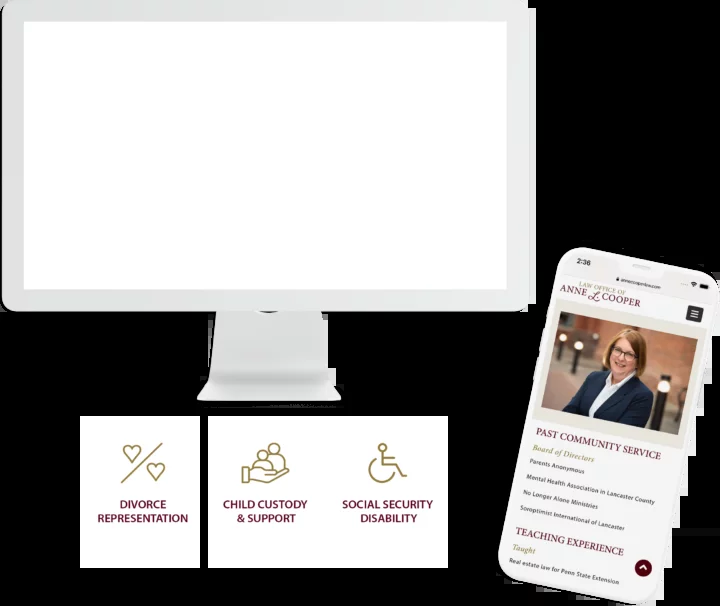 DIVORCE
REPRESENTATION
CHILD CUSTODY
& SUPPORT
SOCIAL SECURITY
DISABILITY
2:36
annecooperlaw.com
LAW OFFICE OF
ANNE L. COOPER
PAST COMMUNITY SERVICE
Board of Directors
Parents Anonymous
Mental Health Association in Lancaster County
No Longer Alone Ministries
Soroptimist International of Lancaster
TEACHING EXPERIENCE
Taught
Real estate law for Penn State Extension